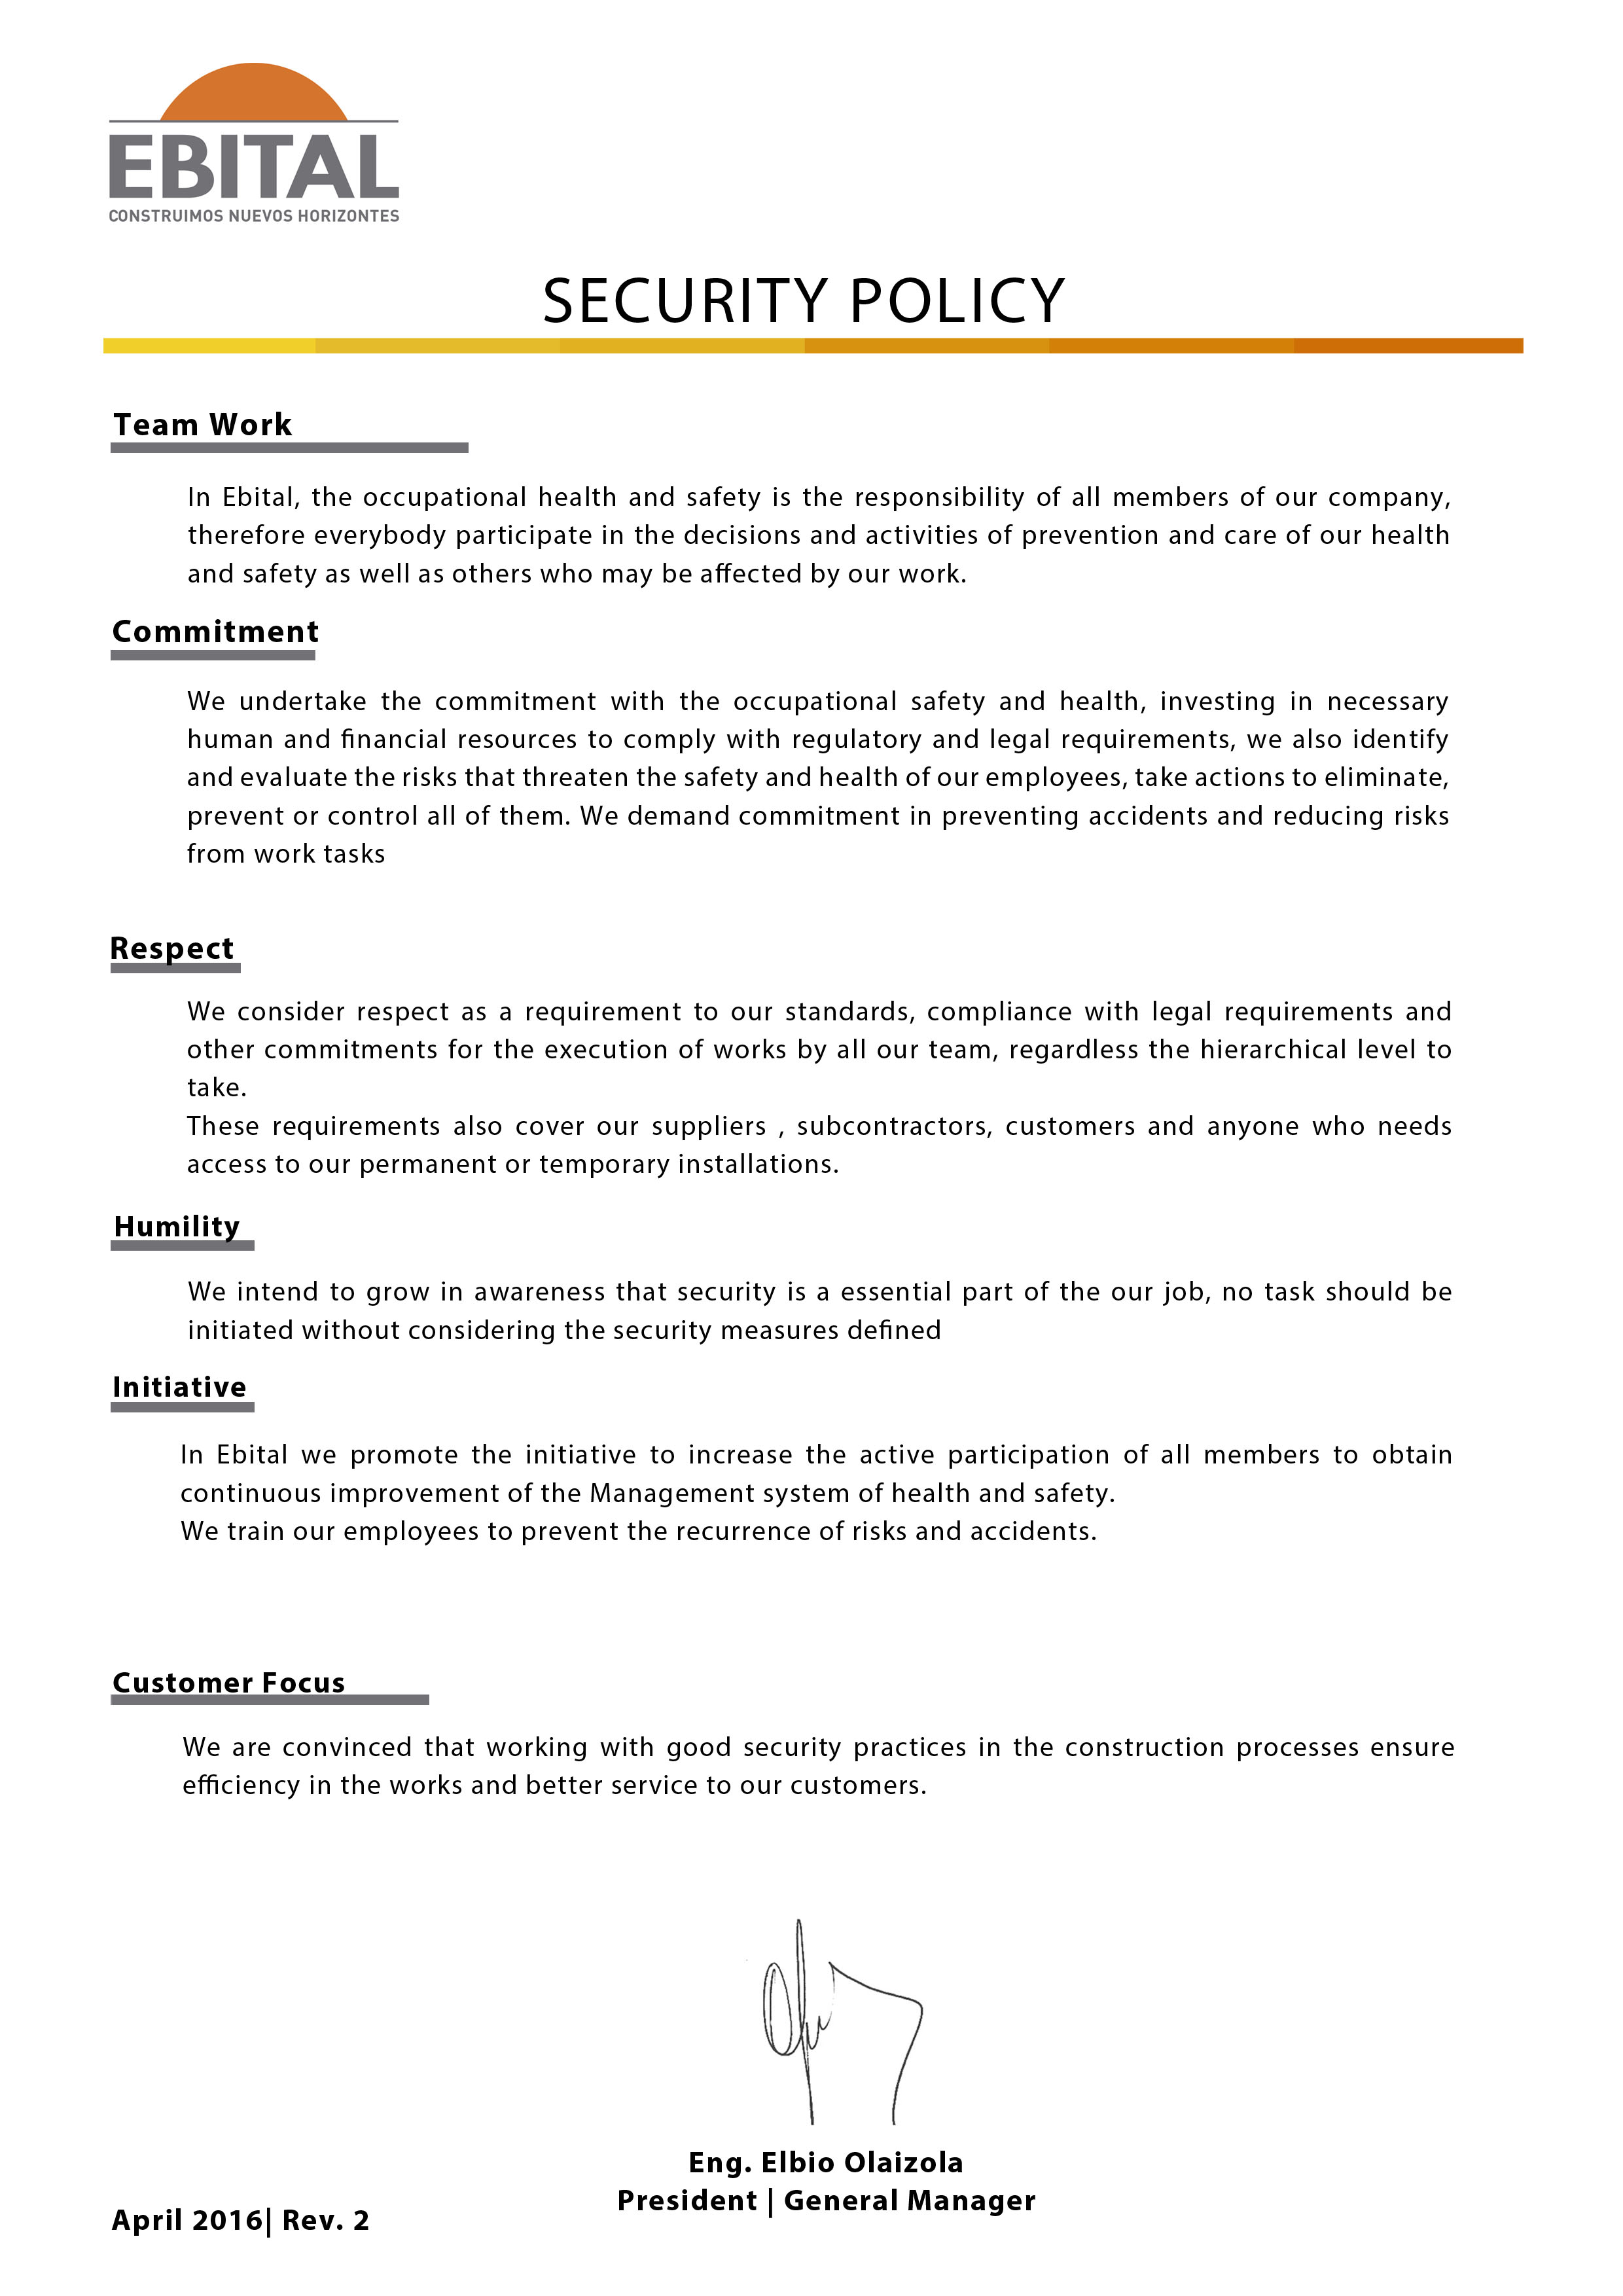 EBITAL
CONSTRUIMOS NUEVOS HORIZONTES
SECURITY POLICY
Team Work
In Ebital, the occupational health and safety is the responsibility of all members of our company,
therefore everybody participate in the decisions and activities of prevention and care of our health
and safety as well as others who may be affected by our work.
Commitment
We undertake the commitment with the occupational safety and health, investing in necessary
human and financial resources to comply with regulatory and legal requirements, we also identify
and evaluate the risks that threaten the safety and health of our employees, take actions to eliminate,
prevent or control all of them. We demand commitment in preventing accidents and reducing risks
from work tasks
Respect
We consider respect as a requirement to our standards, compliance with legal requirements and
other commitments for the execution of works by all our team, regardless the hierarchical level to
take.
These requirements also cover our suppliers , subcontractors, customers and anyone who needs
access to our permanent or temporary installations.
Humility
We intend to grow in awareness that security is a essential part of the our job, no task should be
initiated without considering the security measures defined
Initiative
In Ebital we promote the initiative to increase the active participation of all members to obtain
continuous improvement of the Management system of health and safety.
We train our employees to prevent the recurrence of risks and accidents.
Customer Focus
We are convinced that working with good security practices in the construction processes ensure
efficiency in the works and better service to our customers.
Eng. Elbio Olaizola
President | General Manager
April 2016| Rev. 2